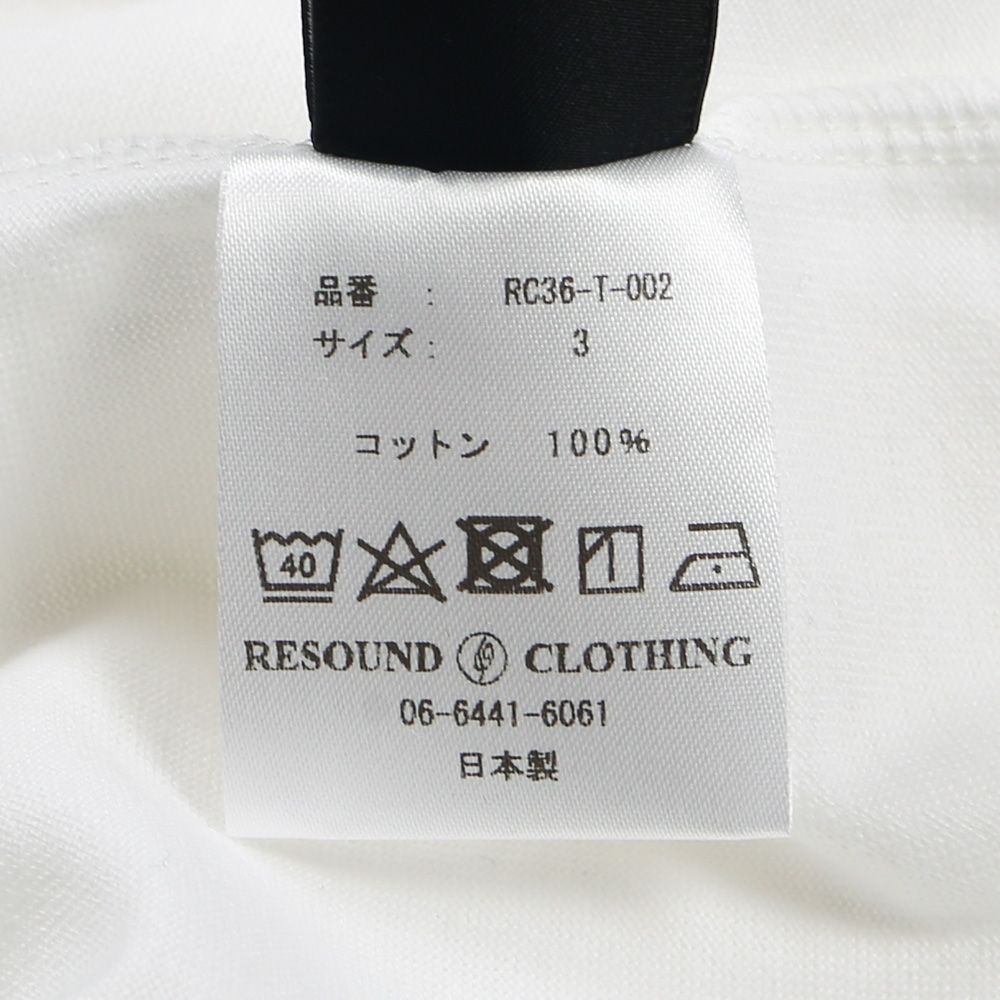 品番 : RC36-T-002
サイズ : 3
コットン 100%
40
RESOUND CLOTHING
06-6441-6061
日本製